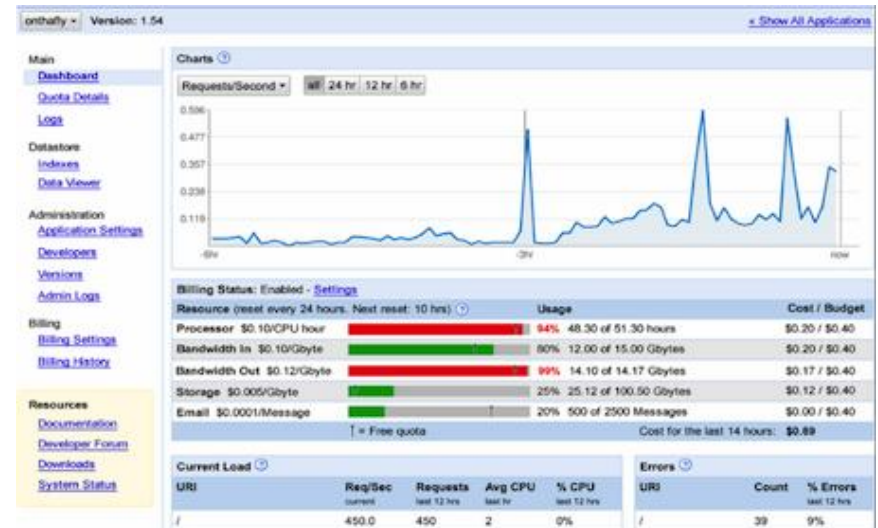 onthafly Version: 1.54
« Show All Applications
Main
Dashboard
Quota Details
Logs
Datastore
Indexes
Data Viewer
Administration
Application Settings
Developers
Versions
Admin Logs
Billing
Billing Settings
Billing History
Resources
Documentation
Developer Forum
Downloads
System Status
Charts
Requests/Second all 24 hr 12 hr 6 hr
0.596
0.477
0.357
0.238
0.119
-6hr -3hr now
Billing Status: Enabled - Settings
Resource (reset every 24 hours. Next reset: 10 hrs) Usage Cost / Budget
Processor $0.10/CPU hour 94% 48.30 of 51.30 hours $0.20 / $0.40
Bandwidth In $0.10/Gbyte 80% 12.00 of 15.00 Gbytes $0.20 / $0.40
Bandwidth Out $0.12/Gbyte 99% 14.10 of 14.17 Gbytes $0.17 / $0.40
Storage $0.005/Gbyte 25% 25.12 of 100.50 Gbytes $0.12 / $0.40
Email $0.0001/Message 20% 500 of 2500 Messages $0.00 / $0.40
= Free quota Cost for the last 14 hours: $0.69
Current Load
URI Req/Sec Requests Avg CPU % CPU
current last 12 hrs last hr last 12 hrs
/ 450.0 450 2 0%
Errors
URI Count % Errors
last 12 hrs
/ 39 9%